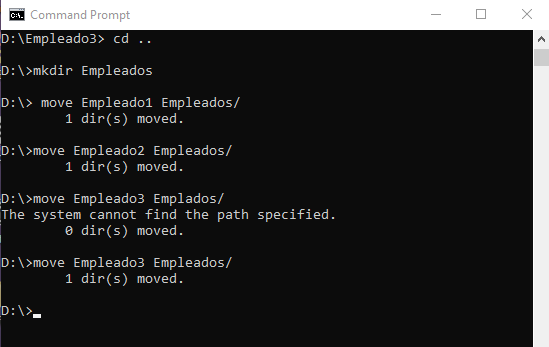 Command Prompt
D:\Empleado3> cd ..
D:\>mkdir Empleados
D:\> move Empleado1 Empleados/
        1 dir(s) moved.
D:\>move Empleado2 Empleados/
        1 dir(s) moved.
D:\>move Empleado3 Emplados/
The system cannot find the path specified.
        0 dir(s) moved.
D:\>move Empleado3 Empleados/
        1 dir(s) moved.
D:\>